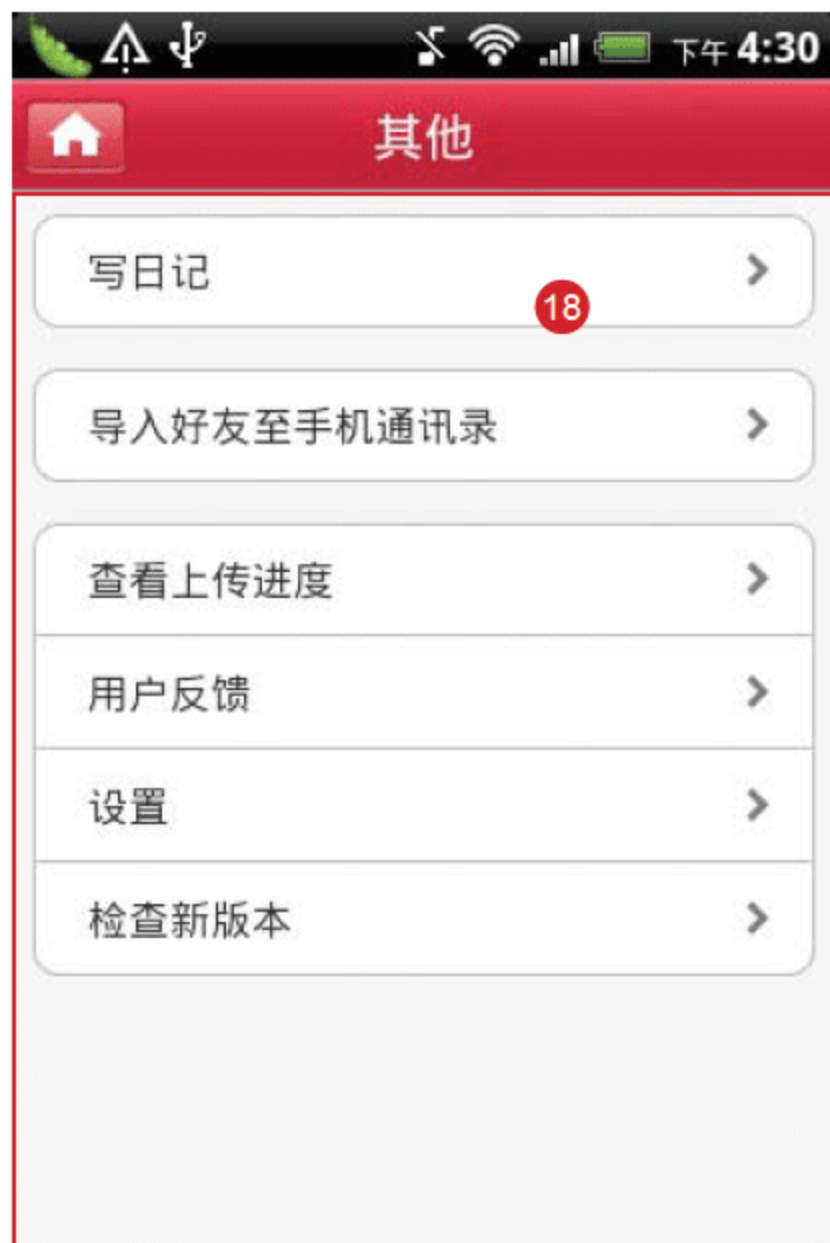 下午 4:30
其他
写日记
18
导入好友至手机通讯录
查看上传进度
用户反馈
设置
检查新版本